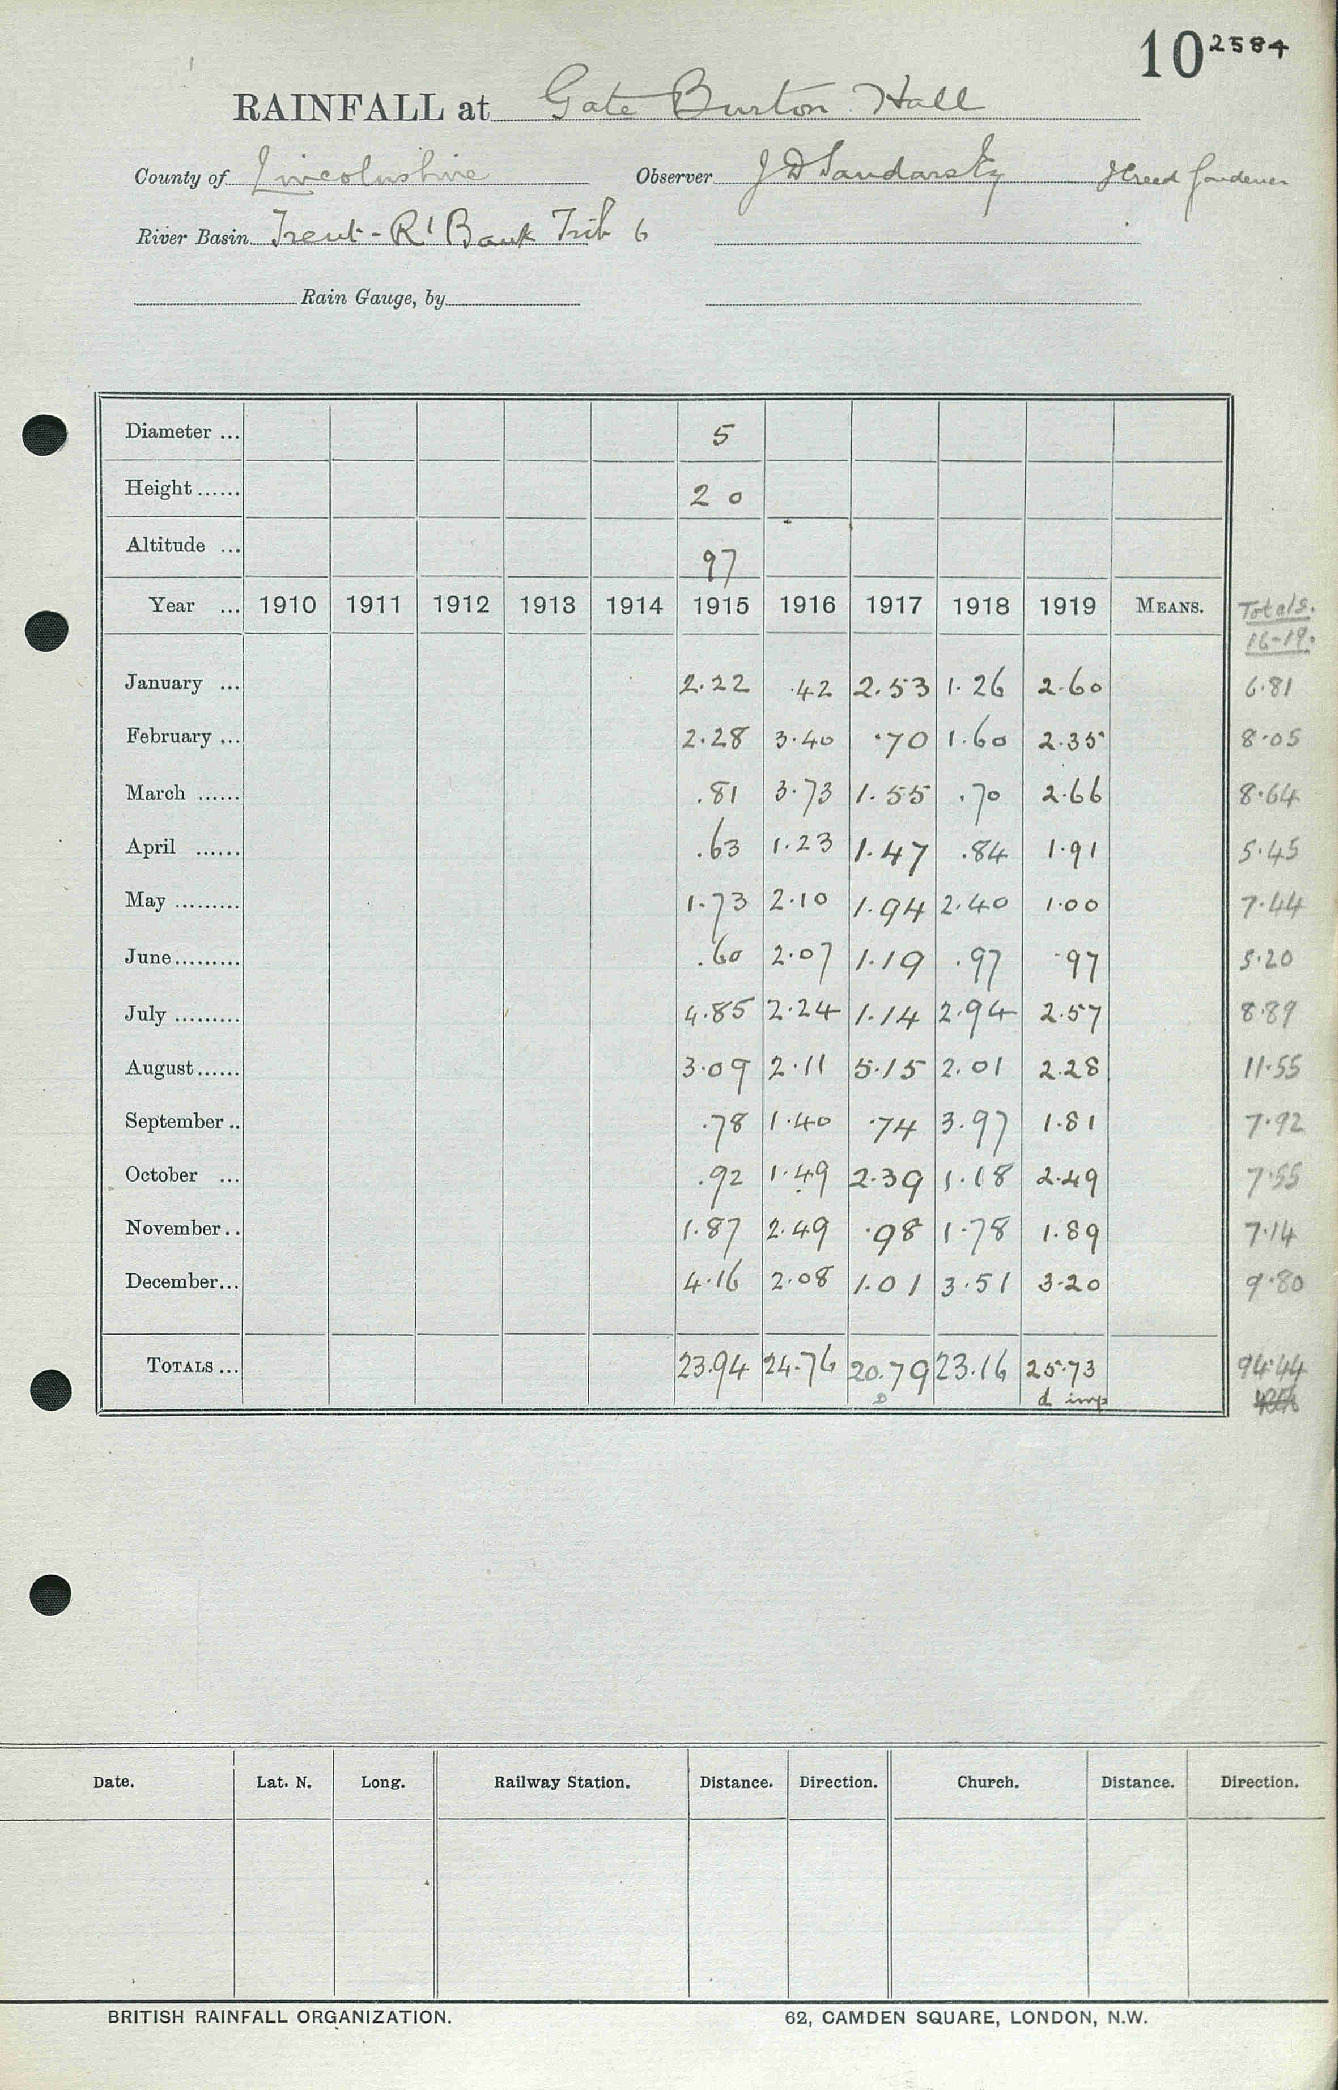 10 2584
RAINFALL at Gate Burton Hall
County of Lincolnshire Observer J D Sandars Esq J Creed Gardener
River Basin Trent - Rt Bank Trib 6
Rain Gauge, by
Diameter ... 5
Height ...... 2 0
Altitude ... 97
Year ... 1910 1911 1912 1913 1914 1915 1916 1917 1918 1919 MEANS. Totals.
16-19.
January ... 2.22 .42 2.53 1.26 2.60 6.81
February ... 2.28 3.40 .70 1.60 2.35 8.05
March ...... .81 3.73 1.55 .70 2.66 8.64
April ...... .63 1.23 1.47 .84 1.91 5.45
May ......... 1.73 2.10 1.94 2.40 1.00 7.44
June ......... .60 2.07 1.19 .97 .97 5.20
July ......... 4.85 2.24 1.14 2.94 2.57 8.89
August ...... 3.09 2.11 5.15 2.01 2.28 11.55
September .. .78 1.40 .74 3.97 1.81 7.92
October ... .92 1.49 2.39 1.18 2.49 7.55
November .. 1.87 2.49 .98 1.78 1.89 7.14
December ... 4.16 2.08 1.01 3.51 3.20 9.80
TOTALS ... 23.94 24.76 20.79 23.16 25.73 94.44
D d imp
Date. Lat. N. Long. Railway Station. Distance. Direction. Church. Distance. Direction.
BRITISH RAINFALL ORGANIZATION. 62, CAMDEN SQUARE, LONDON, N.W.